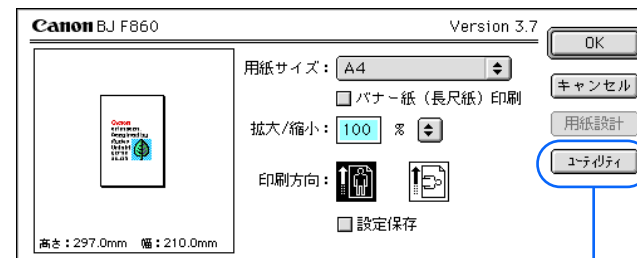 Canon BJ F860
Version 3.7
OK
用紙サイズ： A4
キャンセル
バナー紙（長尺紙）印刷
用紙設計
拡大/縮小： 100 %
ユーティリティ
Canon
印刷方向：
設定保存
高さ：297.0mm 幅：210.0mm